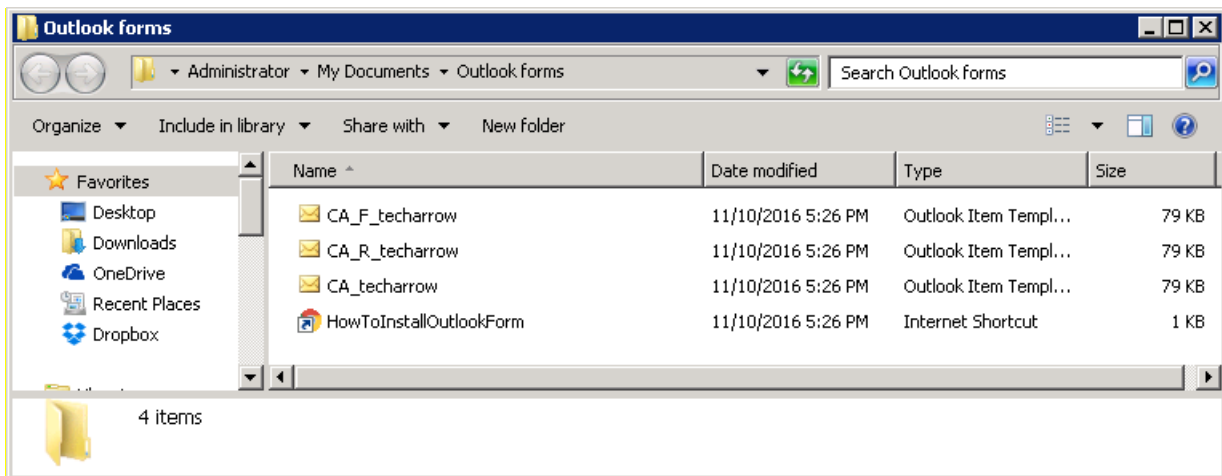 Outlook forms
Administrator My Documents Outlook forms Search Outlook forms
Organize Include in library Share with New folder
Name Date modified Type Size
Favorites
Desktop
Downloads
OneDrive
Recent Places
Dropbox
CA_F_techarrow 11/10/2016 5:26 PM Outlook Item Templ... 79 KB
CA_R_techarrow 11/10/2016 5:26 PM Outlook Item Templ... 79 KB
CA_techarrow 11/10/2016 5:26 PM Outlook Item Templ... 79 KB
HowToInstallOutlookForm 11/10/2016 5:26 PM Internet Shortcut 1 KB
4 items